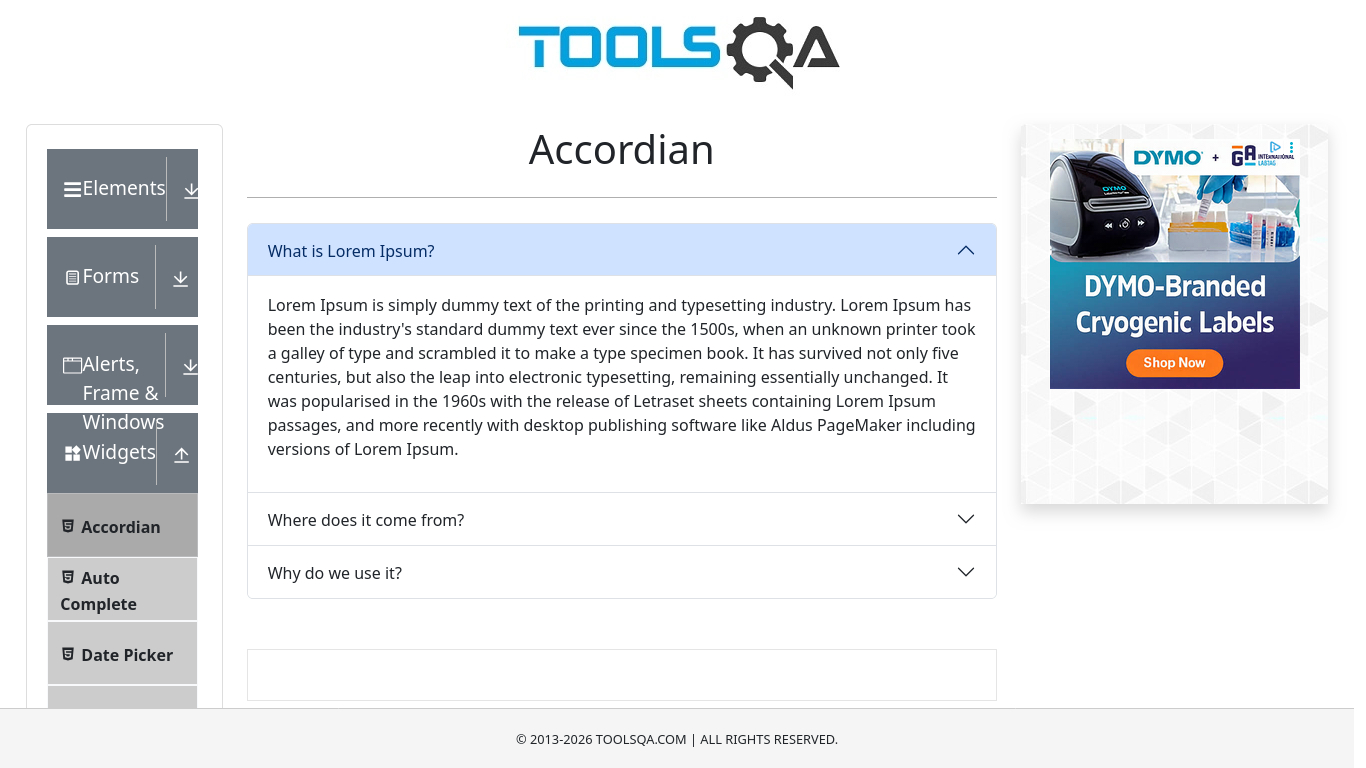 TOOLSQA
Elements
Forms
Alerts,
Frame &
Windows
Widgets
Accordian
Auto
Complete
Date Picker
Accordian
What is Lorem Ipsum?
Lorem Ipsum is simply dummy text of the printing and typesetting industry. Lorem Ipsum has
been the industry's standard dummy text ever since the 1500s, when an unknown printer took
a galley of type and scrambled it to make a type specimen book. It has survived not only five
centuries, but also the leap into electronic typesetting, remaining essentially unchanged. It
was popularised in the 1960s with the release of Letraset sheets containing Lorem Ipsum
passages, and more recently with desktop publishing software like Aldus PageMaker including
versions of Lorem Ipsum.
Where does it come from?
Why do we use it?
DYMO + GA INTERNATIONAL
LABTAG
DYMO
DYMO-Branded
Cryogenic Labels
Shop Now
© 2013-2026 TOOLSQA.COM | ALL RIGHTS RESERVED.